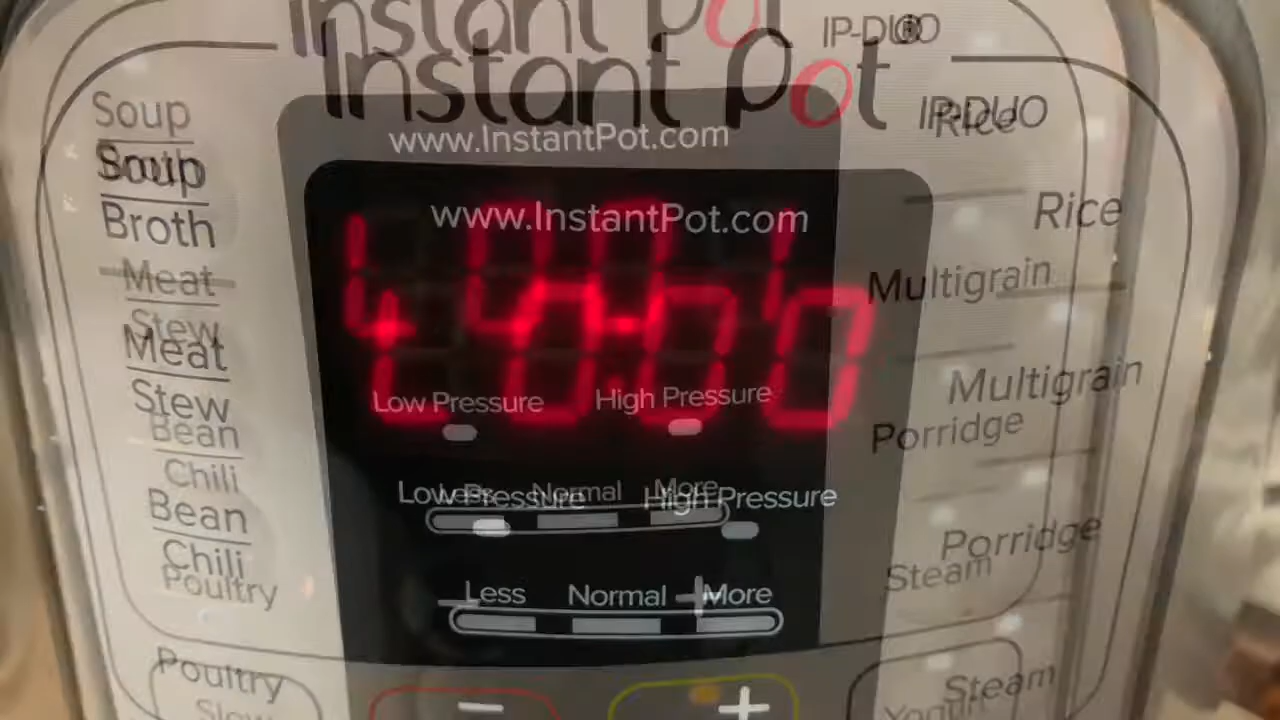 Instant Pot
IP-DUO
Instant Pot
IP-DUO
www.InstantPot.com
www.InstantPot.com
Soup
Soup
Broth
Meat
Stew
Meat
Stew
Bean
Chili
Bean
Chili
Poultry
Poultry
Slow
Rice
Rice
Multigrain
Multigrain
Porridge
Porridge
Steam
Steam
Yogurt
Low Pressure
High Pressure
Less
Normal
More
Low Pressure
High Pressure
Less
Normal
More